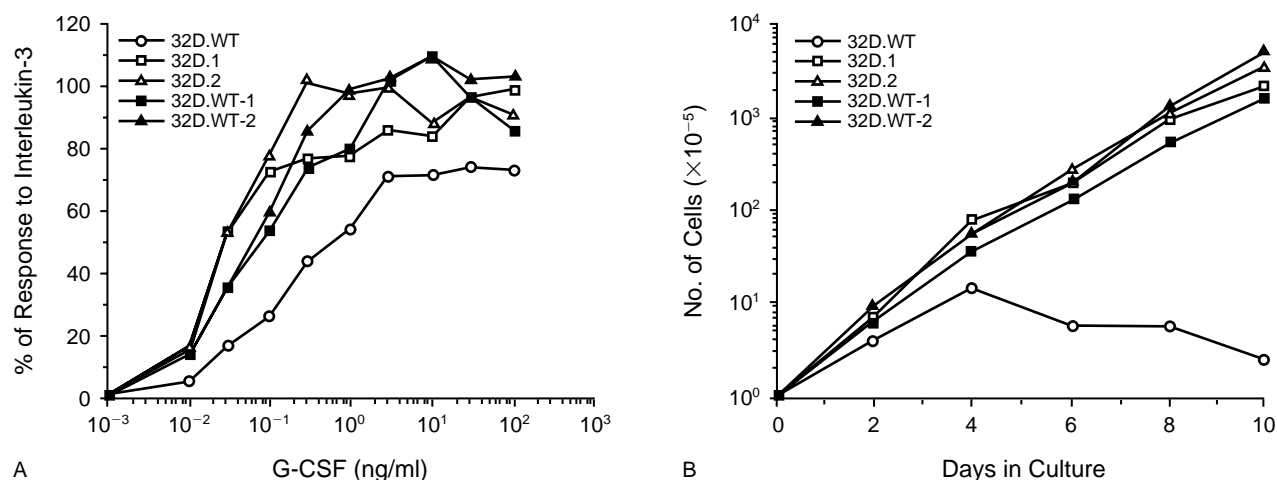 120
100
80
60
40
20
0
% of Response to Interleukin-3
32D.WT
32D.1
32D.2
32D.WT-1
32D.WT-2
10⁻³ 10⁻² 10⁻¹ 10⁰ 10¹ 10² 10³
G-CSF (ng/ml)
A
10⁴
10³
10²
10¹
10⁰
No. of Cells (×10⁻⁵)
32D.WT
32D.1
32D.2
32D.WT-1
32D.WT-2
0 2 4 6 8 10
Days in Culture
B